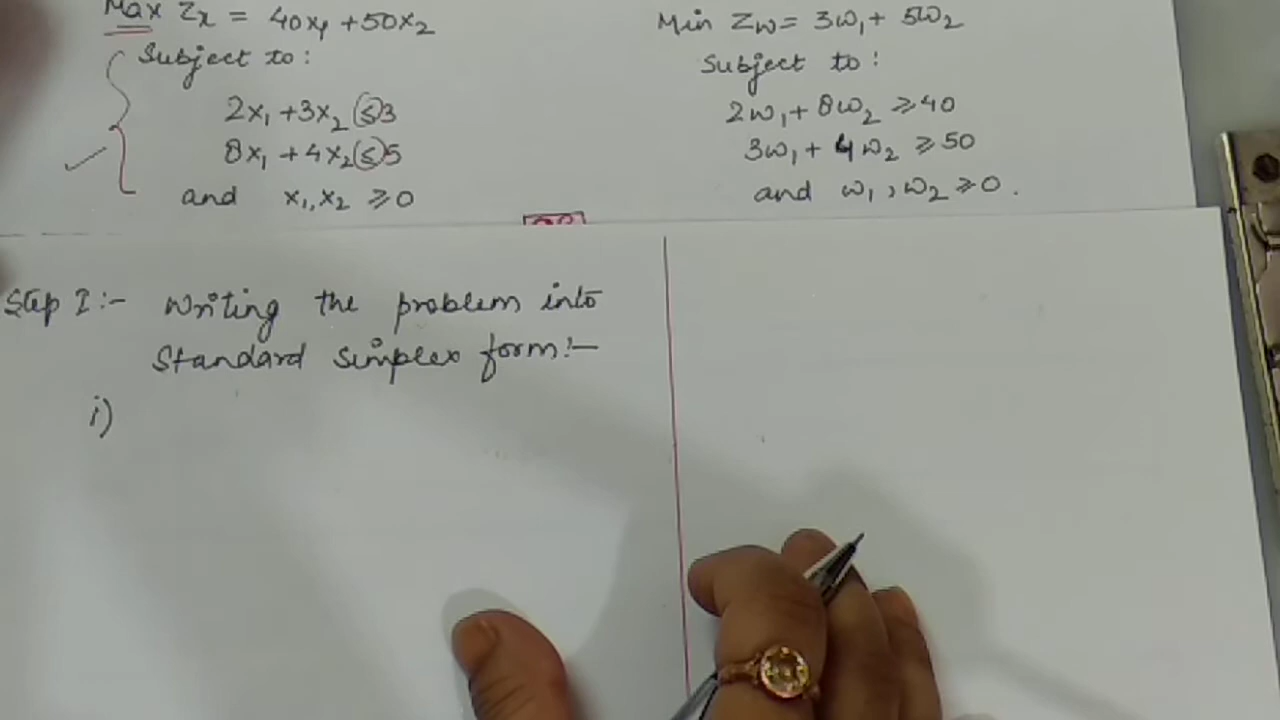 Max Zx = 40x1 + 50x2
Subject to:
2x1 + 3x2 ≤ 3
8x1 + 4x2 ≤ 5
and x1, x2 ≥ 0
Min Zw = 3w1 + 5w2
Subject to:
2w1 + 8w2 ≥ 40
3w1 + 4w2 ≥ 50
and w1, w2 ≥ 0.
Step I:- Writing the problem into
Standard simplex form:-
i)